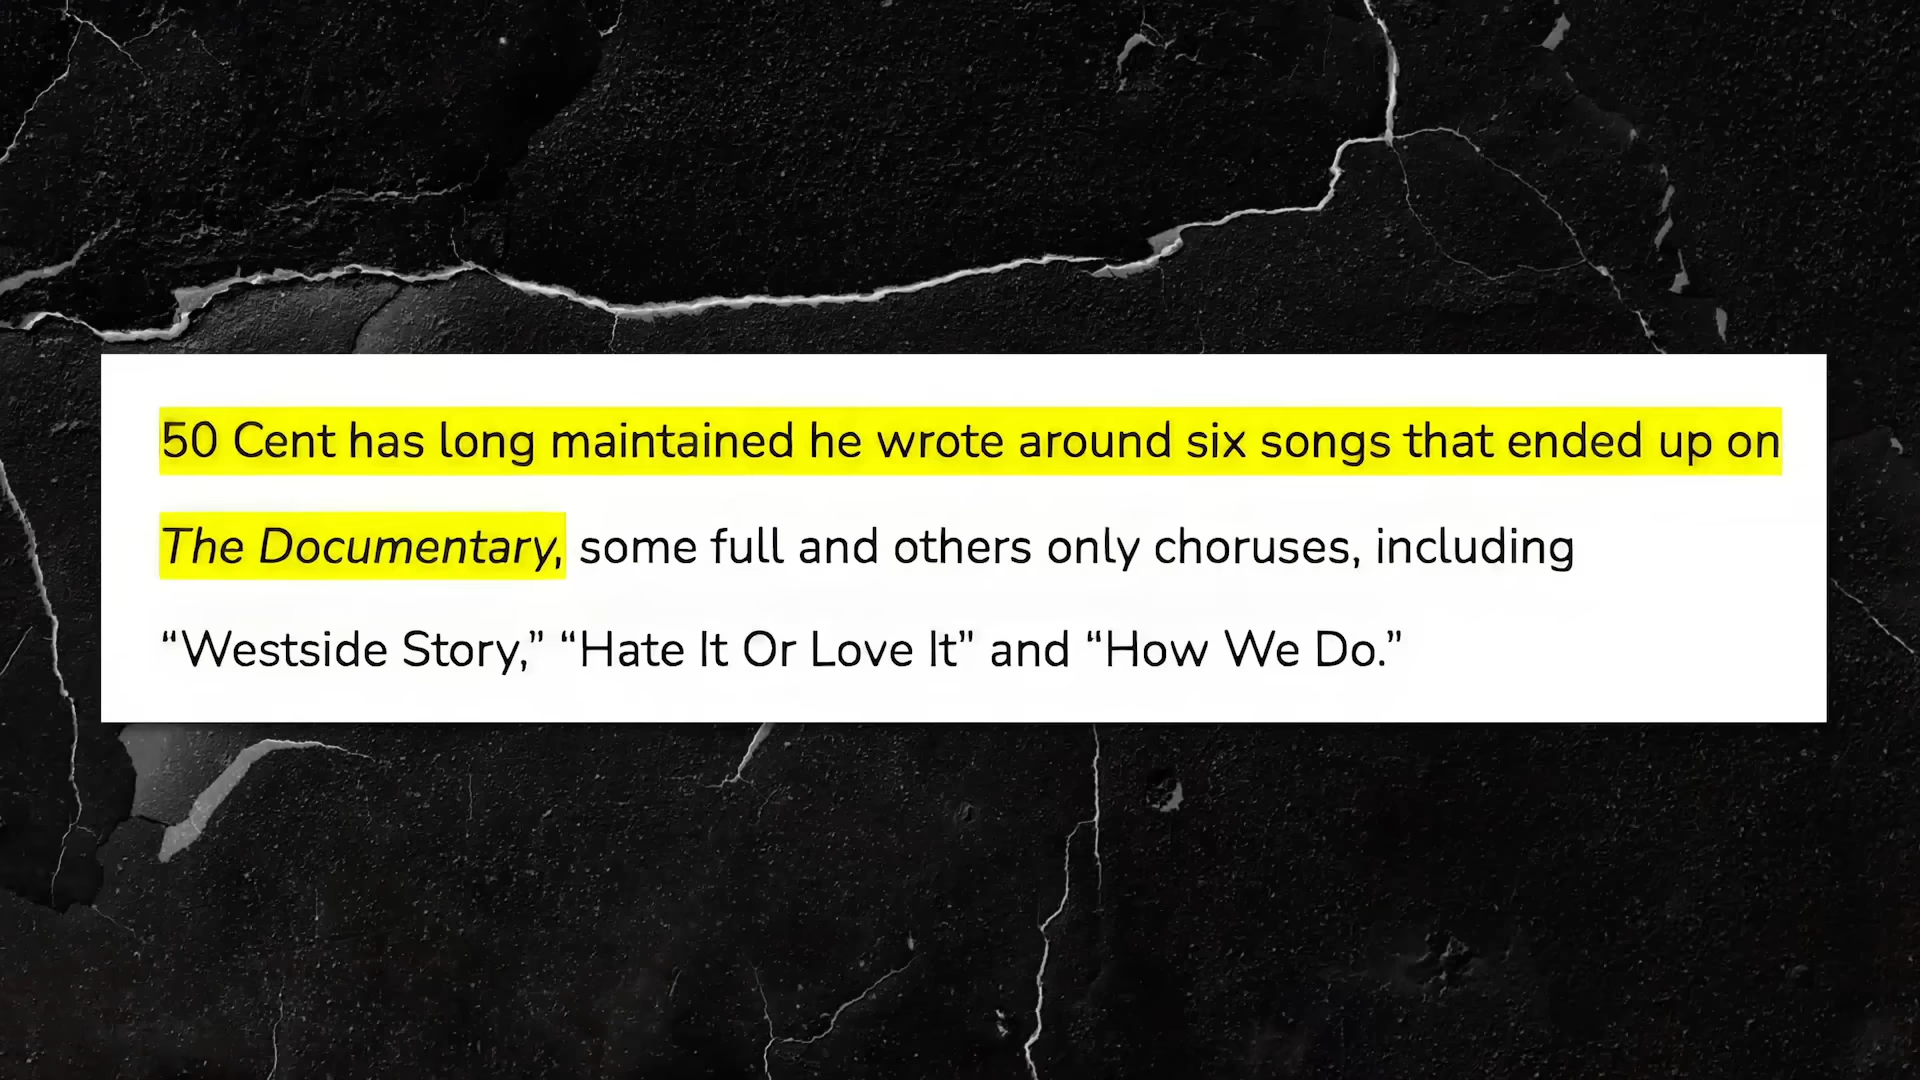 50 Cent has long maintained he wrote around six songs that ended up on
The Documentary, some full and others only choruses, including
“Westside Story,” “Hate It Or Love It” and “How We Do.”